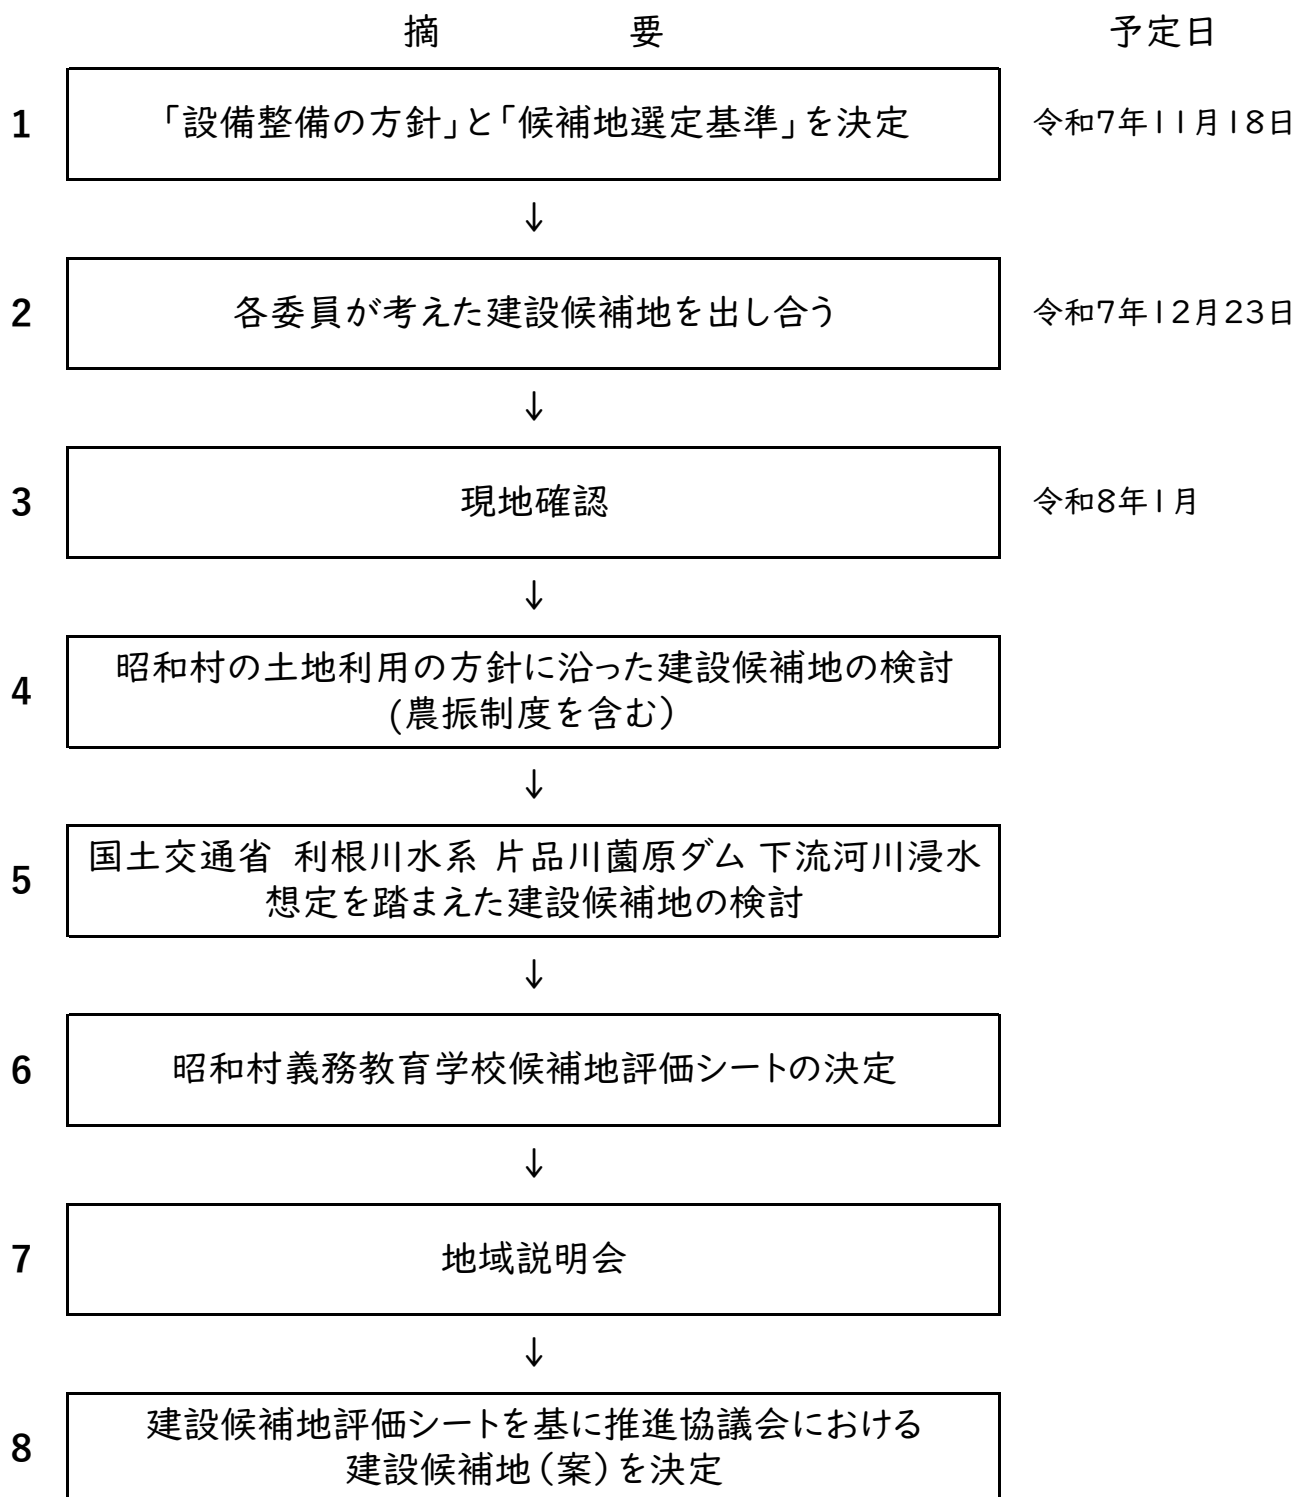 摘 要 予定日
1 「設備整備の方針」と「候補地選定基準」を決定 令和7年11月18日
↓
2 各委員が考えた建設候補地を出し合う 令和7年12月23日
↓
3 現地確認 令和8年1月
↓
4 昭和村の土地利用の方針に沿った建設候補地の検討
(農振制度を含む)
↓
5 国土交通省 利根川水系 片品川薗原ダム 下流河川浸水
想定を踏まえた建設候補地の検討
↓
6 昭和村義務教育学校候補地評価シートの決定
↓
7 地域説明会
↓
8 建設候補地評価シートを基に推進協議会における
建設候補地(案)を決定